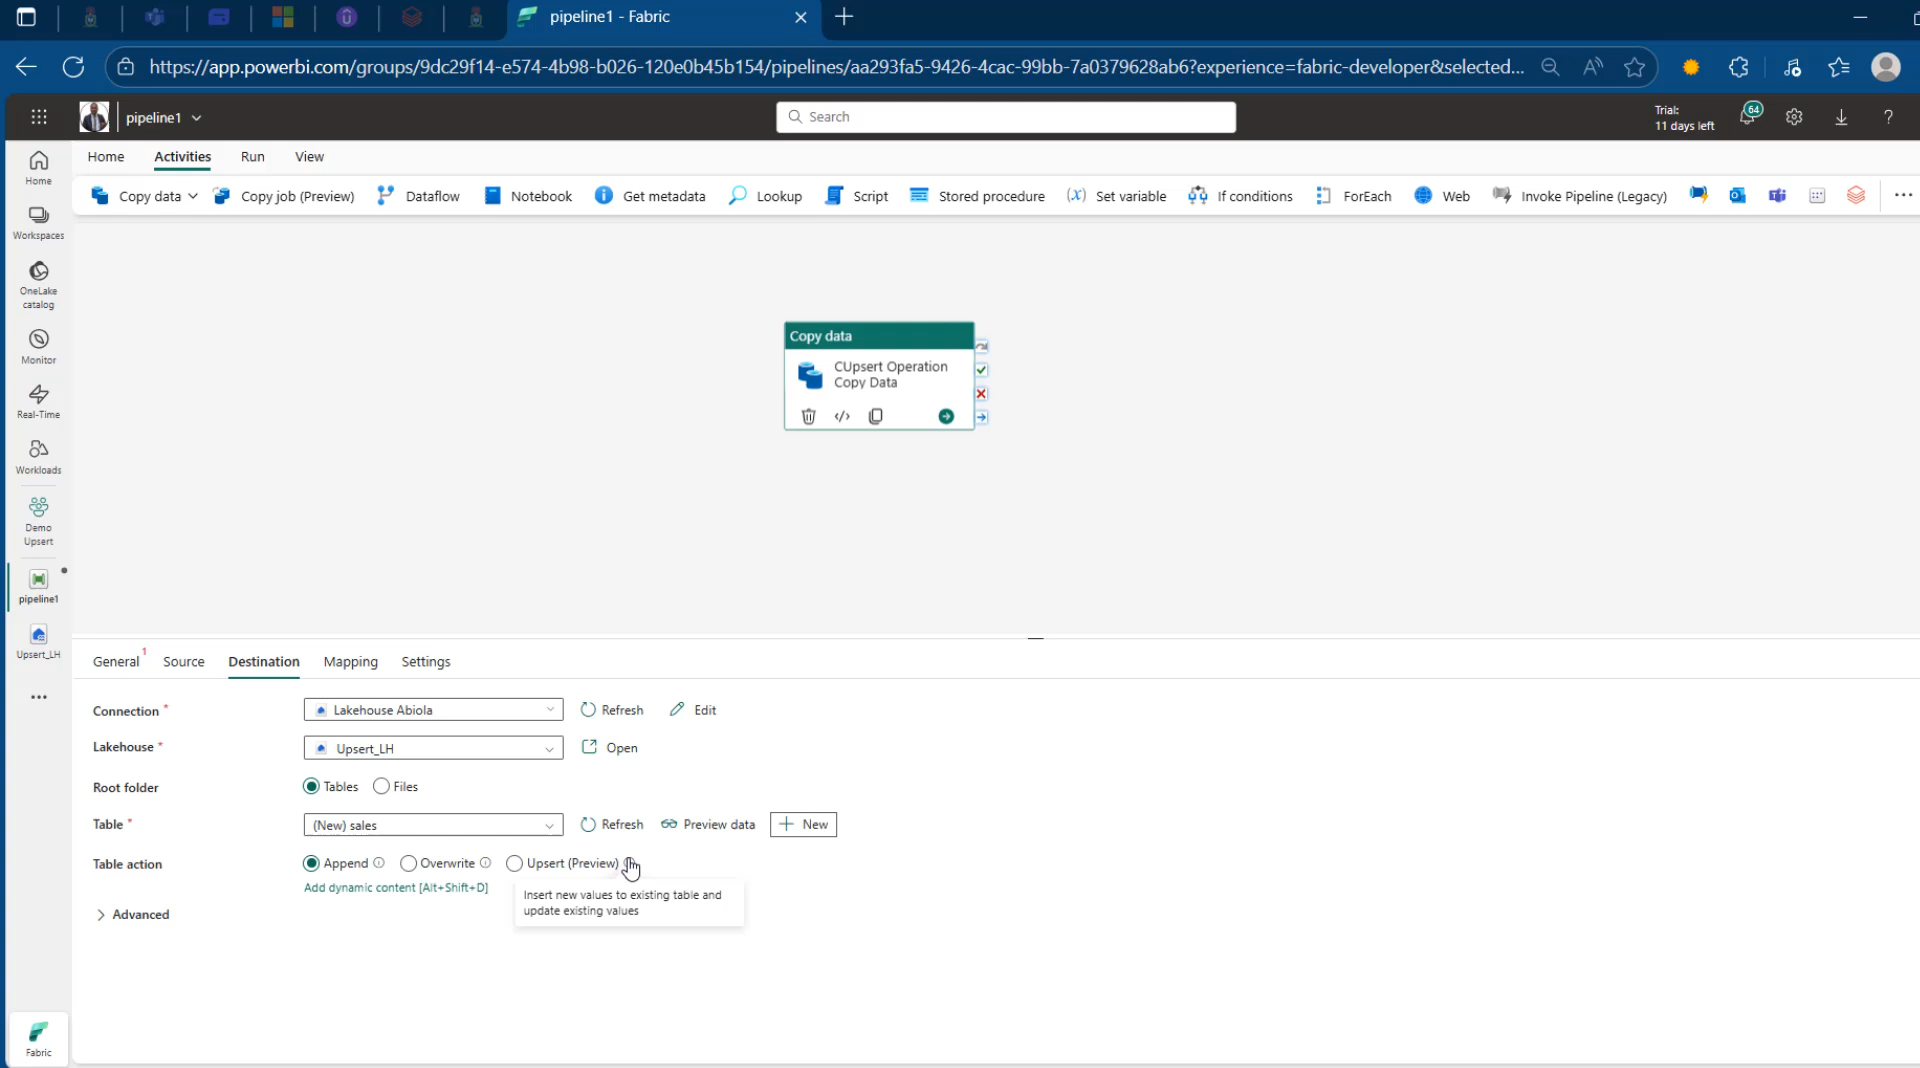 pipeline1 - Fabric
https://app.powerbi.com/groups/9dc29f14-e574-4b98-b026-120e0b45b154/pipelines/aa293fa5-9426-4cac-99bb-7a0379628ab6?experience=fabric-developer&selected...
pipeline1
Search
Trial:
11 days left
64
?
Home
Activities
Run
View
Copy data
Copy job (Preview)
Dataflow
Notebook
Get metadata
Lookup
Script
Stored procedure
(x) Set variable
If conditions
ForEach
Web
Invoke Pipeline (Legacy)
Home
Workspaces
OneLake
catalog
Monitor
Real-Time
Workloads
Demo
Upsert
pipeline1
Upsert_LH
Fabric
Copy data
CUpsert Operation
Copy Data
General 1
Source
Destination
Mapping
Settings
Connection *
Lakehouse Abiola
Refresh
Edit
Lakehouse *
Upsert_LH
Open
Root folder
Tables
Files
Table *
(New) sales
Refresh
Preview data
New
Table action
Append
Overwrite
Upsert (Preview)
Add dynamic content [Alt+Shift+D]
Insert new values to existing table and
update existing values
Advanced